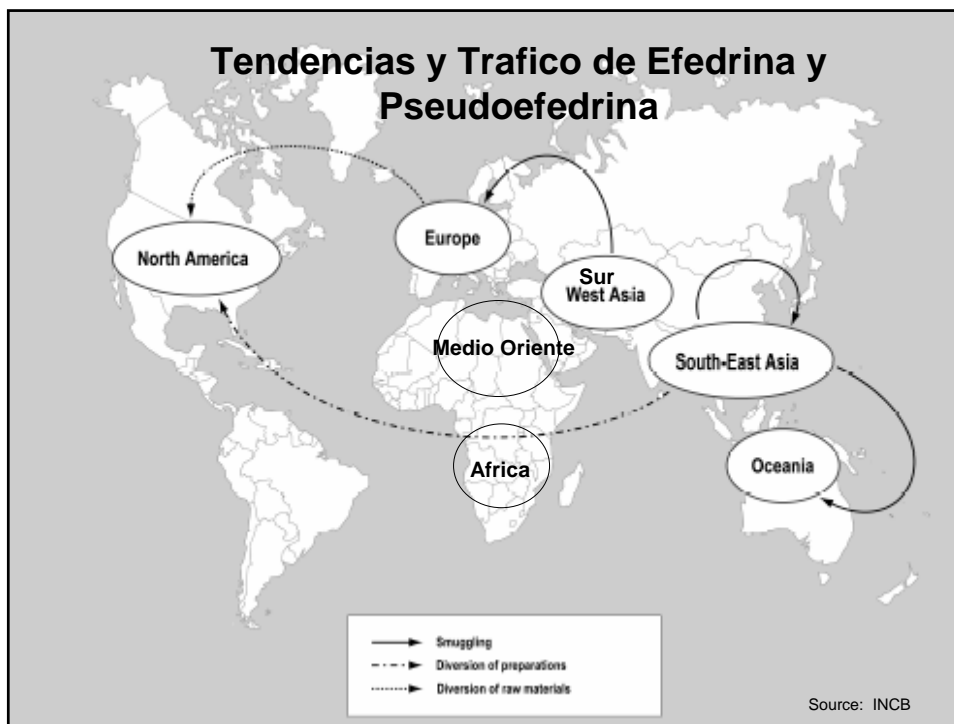 Tendencias y Trafico de Efedrina y
Pseudoefedrina
North America
Europe
Sur
West Asia
Medio Oriente
South-East Asia
Africa
Oceania
Smuggling
Diversion of preparations
Diversion of raw materials
Source: INCB